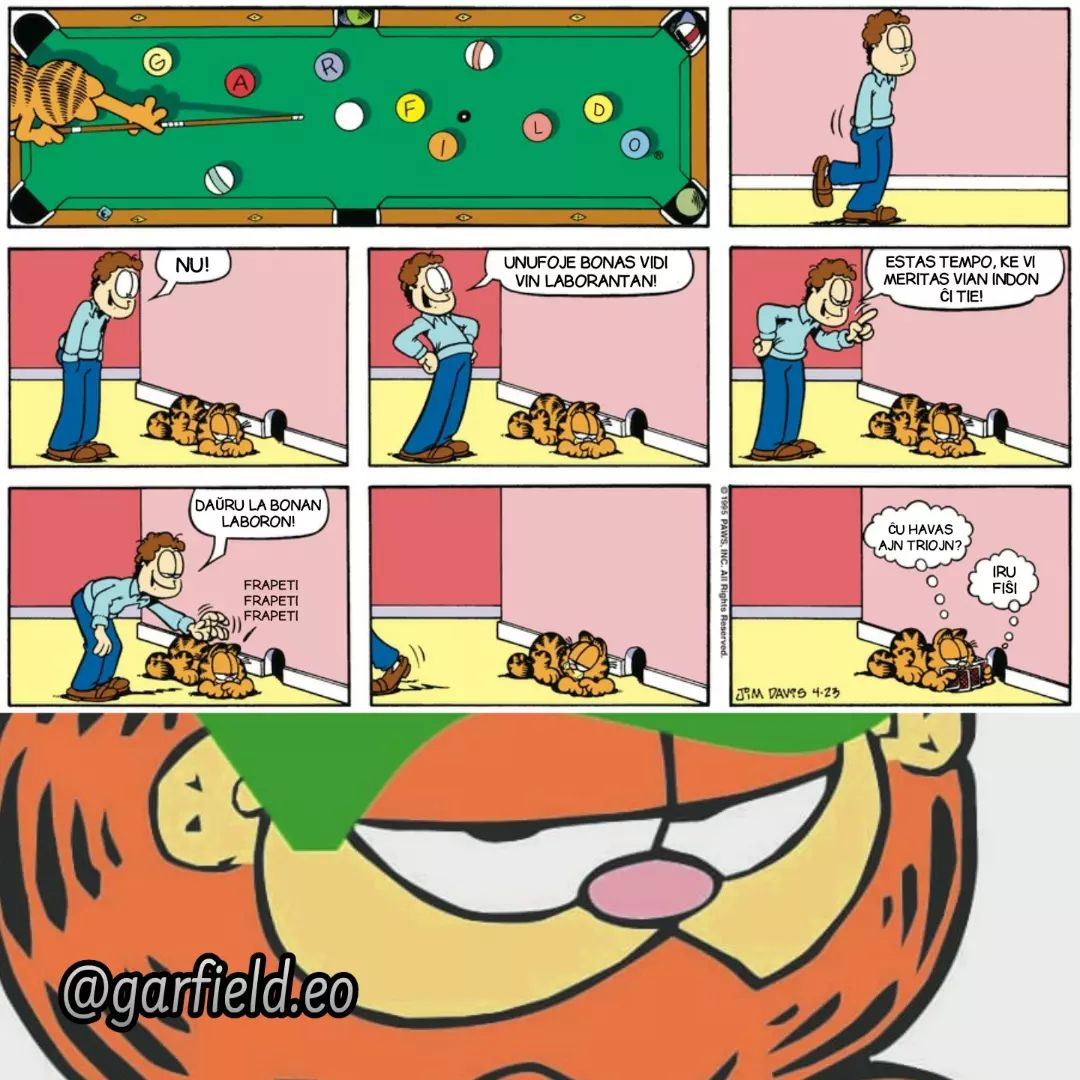 GARFILDO
NU!
UNUFOJE BONAS VIDI
VIN LABORANTAN!
ESTAS TEMPO, KE VI
MERITAS VIAN INDON
ĈI TIE!
DAŬRU LA BONAN
LABORON!
FRAPETI
FRAPETI
FRAPETI
© 1995 PAWS, INC. All Rights Reserved.
ĈU HAVAS
AJN TRIOJN?
IRU
FIŜI
JIM DAVIS 4·23
@garfield.eo